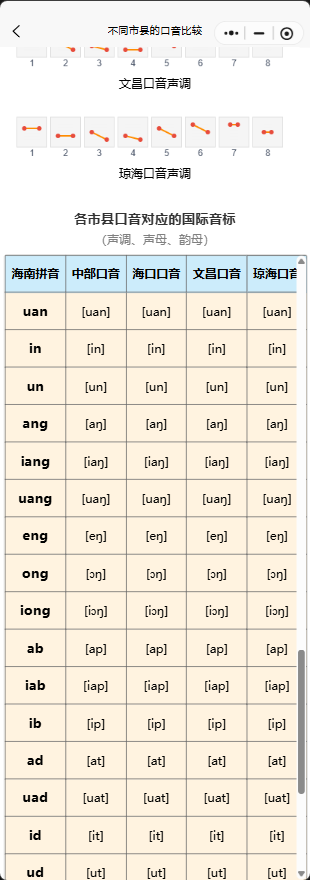 不同市县的口音比较
1 2 3 4 5 6 7 8
文昌口音声调
1 2 3 4 5 6 7 8
琼海口音声调
各市县口音对应的国际音标
（声调、声母、韵母）
海南拼音 中部口音 海口口音 文昌口音 琼海口音
uan [uan] [uan] [uan] [uan]
in [in] [in] [in] [in]
un [un] [un] [un] [un]
ang [aŋ] [aŋ] [aŋ] [aŋ]
iang [iaŋ] [iaŋ] [iaŋ] [iaŋ]
uang [uaŋ] [uaŋ] [uaŋ] [uaŋ]
eng [eŋ] [eŋ] [eŋ] [eŋ]
ong [ɔŋ] [ɔŋ] [ɔŋ] [ɔŋ]
iong [iɔŋ] [iɔŋ] [iɔŋ] [iɔŋ]
ab [ap] [ap] [ap] [ap]
iab [iap] [iap] [iap] [iap]
ib [ip] [ip] [ip] [ip]
ad [at] [at] [at] [at]
uad [uat] [uat] [uat] [uat]
id [it] [it] [it] [it]
ud [ut] [ut] [ut] [ut]